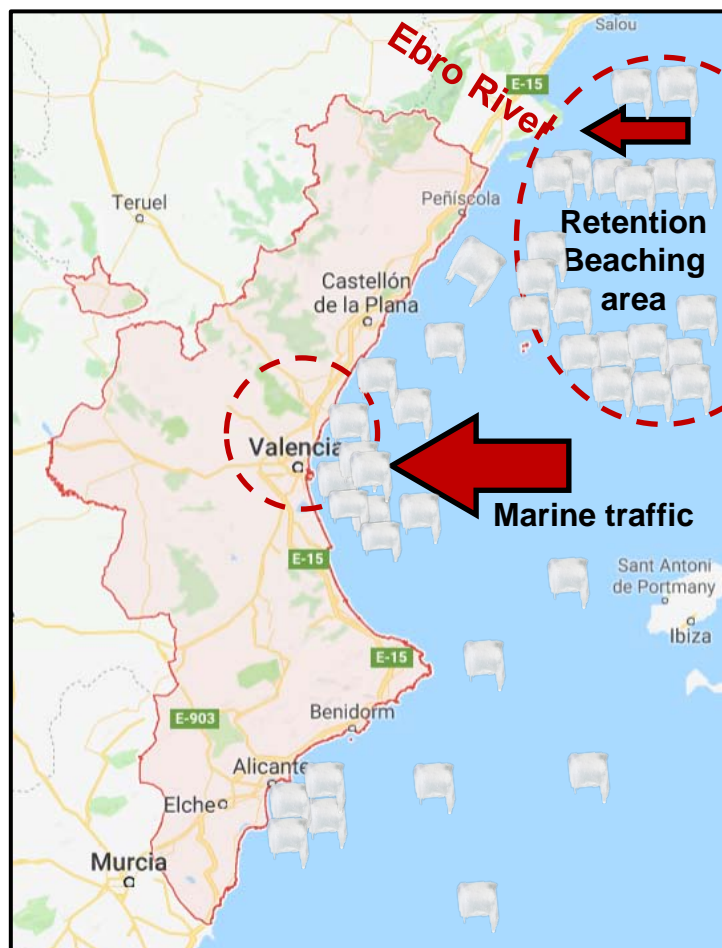 Salou
Ebro River
E-15
Teruel
Peñíscola
Retention
Beaching
area
Castellón
de la Plana
Valencia
Marine traffic
E-15
Sant Antoni
de Portmany
Ibiza
E-15
E-903
Benidorm
Alicante
Elche
Murcia